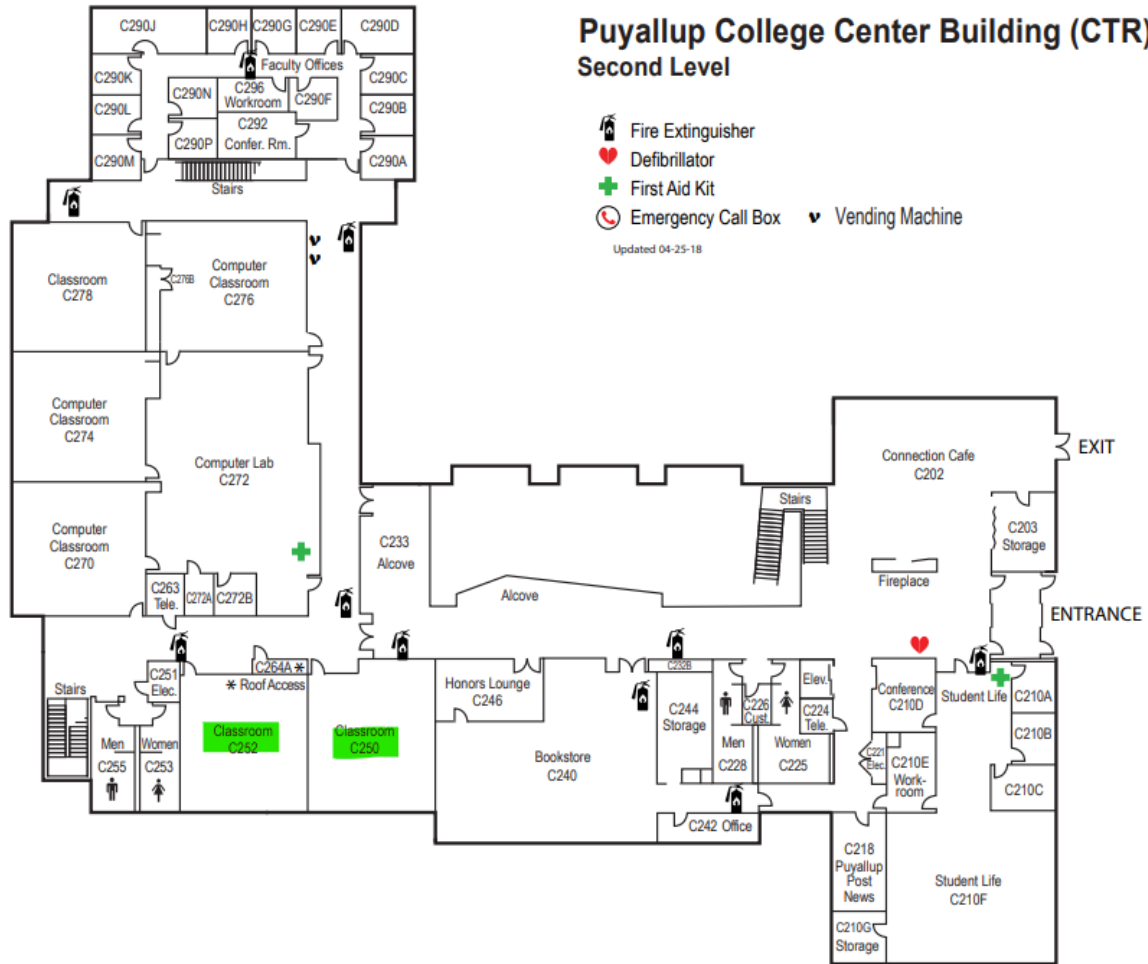 Puyallup College Center Building (CTR)
Second Level
Fire Extinguisher
Defibrillator
First Aid Kit
Emergency Call Box
v Vending Machine
Updated 04-25-18
C290J
C290H
C290G
C290E
C290D
Faculty Offices
C290K
C290L
C290M
C290N
C290P
C296
Workroom
C290F
C292
Confer. Rm.
C290C
C290B
C290A
Stairs
v
v
Classroom
C278
C276B
Computer
Classroom
C276
Computer
Classroom
C274
Computer Lab
C272
Computer
Classroom
C270
C263
Tele.
C272A
C272B
C233
Alcove
Alcove
Stairs
Connection Cafe
C202
EXIT
C203
Storage
Fireplace
ENTRANCE
Stairs
C251
Elec.
C264A *
* Roof Access
Men
C255
Women
C253
Classroom
C252
Classroom
C250
Honors Lounge
C246
Bookstore
C240
C232B
C244
Storage
C242 Office
Men
C228
C226
Cust.
Women
C225
Elev.
C224
Tele.
C221
Elec.
Conference
C210D
Student Life
C210A
C210B
C210C
C210E
Work-
room
C218
Puyallup
Post
News
Student Life
C210F
C210G
Storage